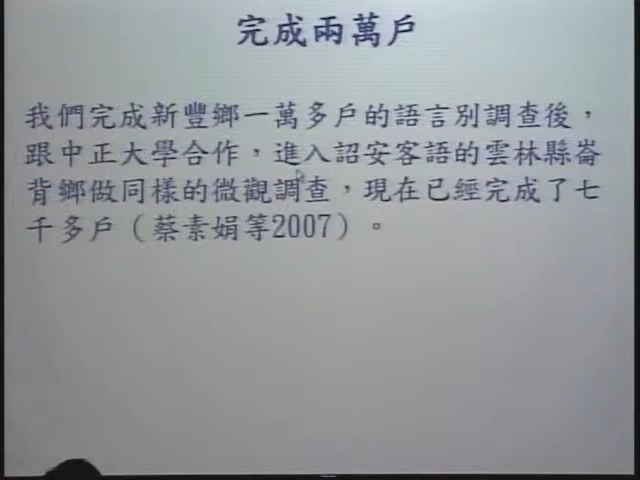 完成兩萬戶
我們完成新豐鄉一萬多戶的語言別調查後，
跟中正大學合作，進入詔安客語的雲林縣崙
背鄉做同樣的微觀調查，現在已經完成了七
千多戶（蔡素娟等2007）。